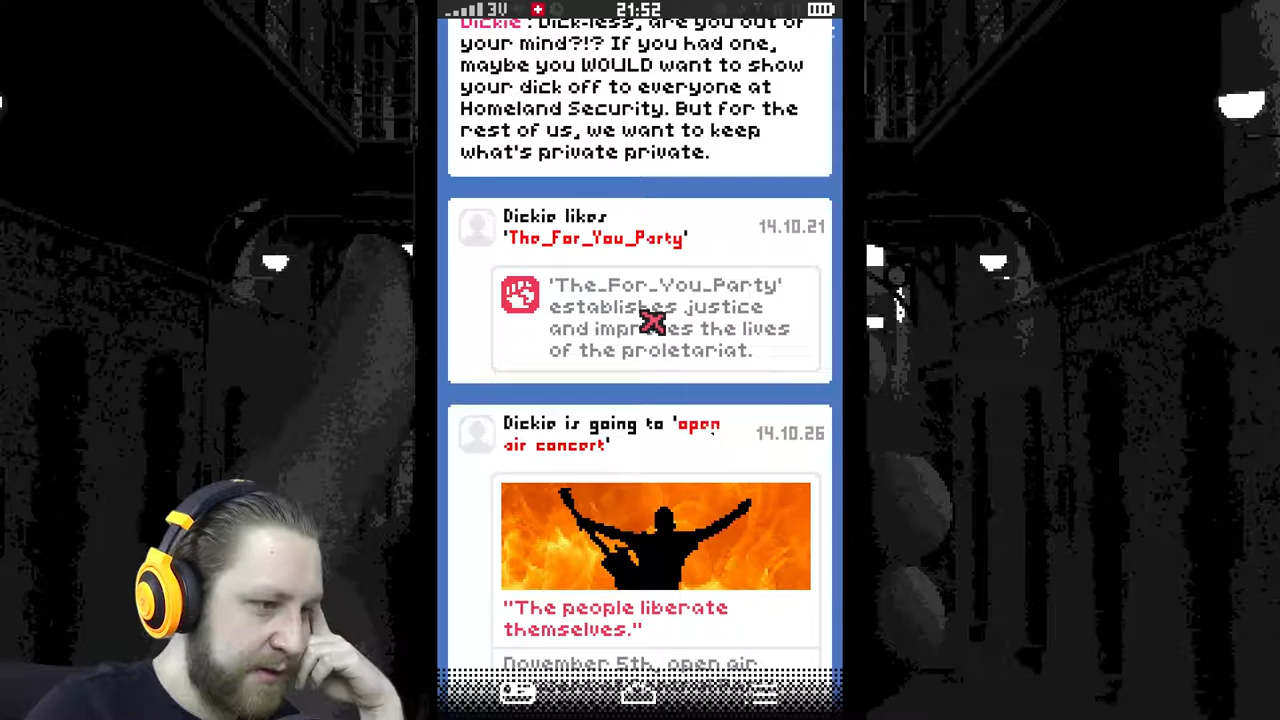 3V
21:52
Dickie : Dick-less, are you out of
your mind?!? If you had one,
maybe you WOULD want to show
your dick off to everyone at
Homeland Security. But for the
rest of us, we want to keep
what's private private.
Dickie likes
'The_For_You_Party'
14.10.21
'The_For_You_Party'
establishes justice
and improves the lives
of the proletariat.
Dickie is going to 'open
air concert'
14.10.26
"The people liberate
themselves."
November 5th, open air